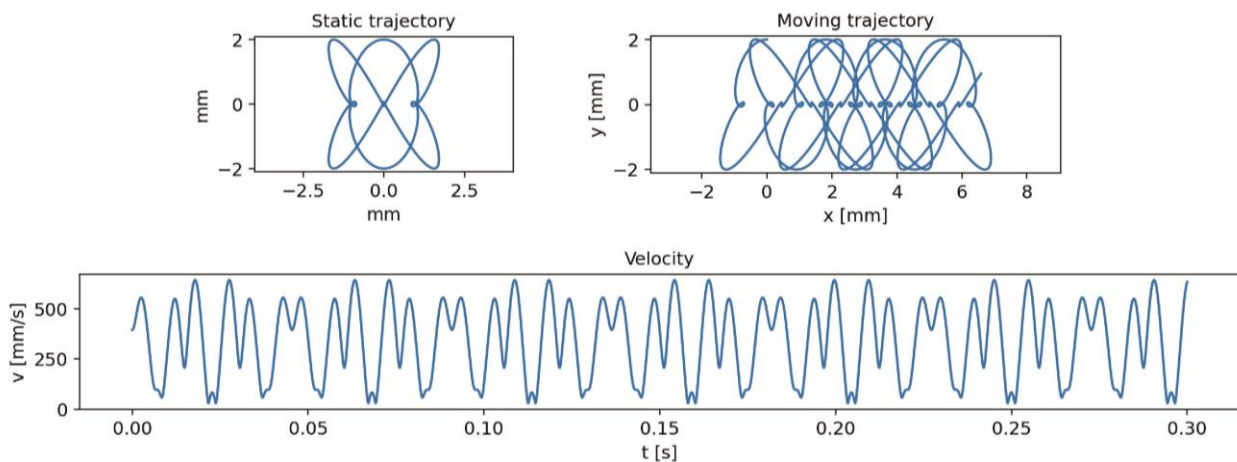 Static trajectory
2
0
−2
mm
−2.5 0.0 2.5
mm
Moving trajectory
2
0
−2
y [mm]
−2 0 2 4 6 8
x [mm]
Velocity
500
250
0
v [mm/s]
0.00 0.05 0.10 0.15 0.20 0.25 0.30
t [s]